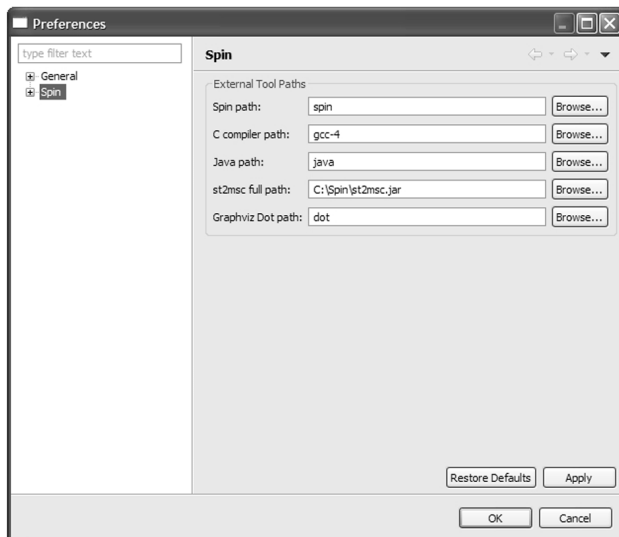 Preferences
type filter text
General
Spin
Spin
External Tool Paths
Spin path: spin Browse...
C compiler path: gcc-4 Browse...
Java path: java Browse...
st2msc full path: C:\Spin\st2msc.jar Browse...
Graphviz Dot path: dot Browse...
Restore Defaults Apply
OK Cancel